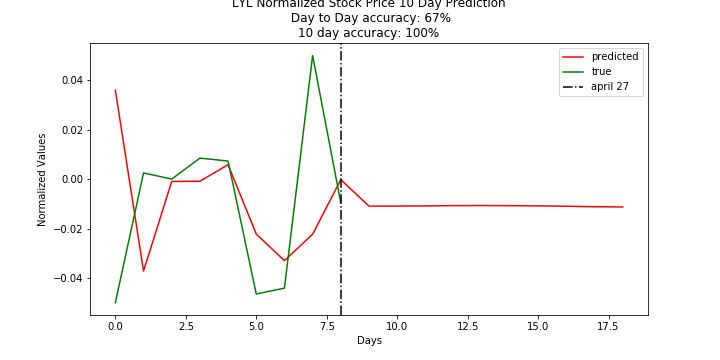 LYL Normalized Stock Price 10 Day Prediction
Day to Day accuracy: 67%
10 day accuracy: 100%
predicted
true
april 27
0.04
0.02
0.00
−0.02
−0.04
Normalized Values
0.0 2.5 5.0 7.5 10.0 12.5 15.0 17.5
Days